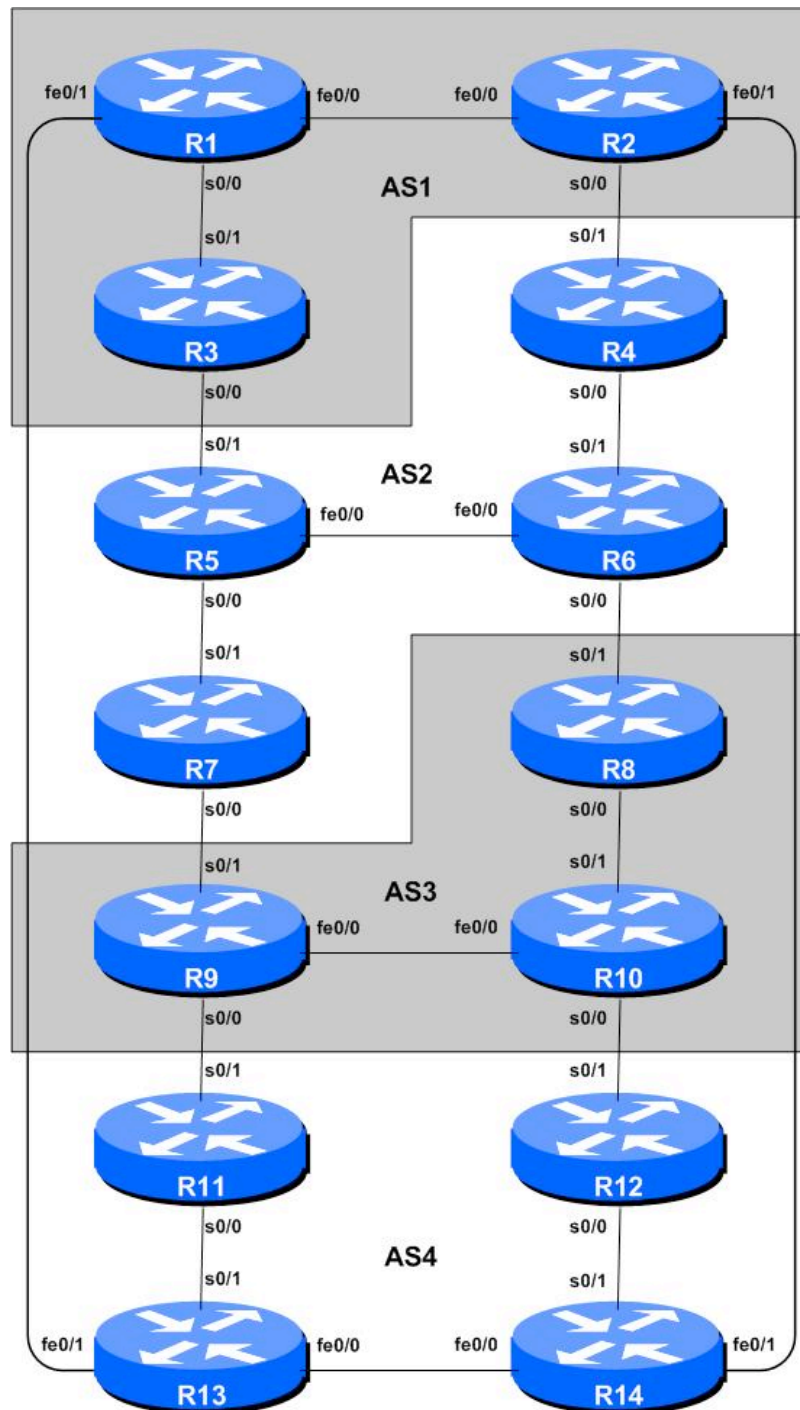 fe0/1 fe0/0 fe0/0 fe0/1
R1 R2
s0/0 AS1 s0/0
s0/1 s0/1
R3 R4
s0/0 s0/0
s0/1 AS2 s0/1
fe0/0 fe0/0
R5 R6
s0/0 s0/0
s0/1 s0/1
R7 R8
s0/0 s0/0
s0/1 AS3 s0/1
fe0/0 fe0/0
R9 R10
s0/0 s0/0
s0/1 s0/1
R11 R12
s0/0 AS4 s0/0
s0/1 s0/1
fe0/1 fe0/0 fe0/0 fe0/1
R13 R14